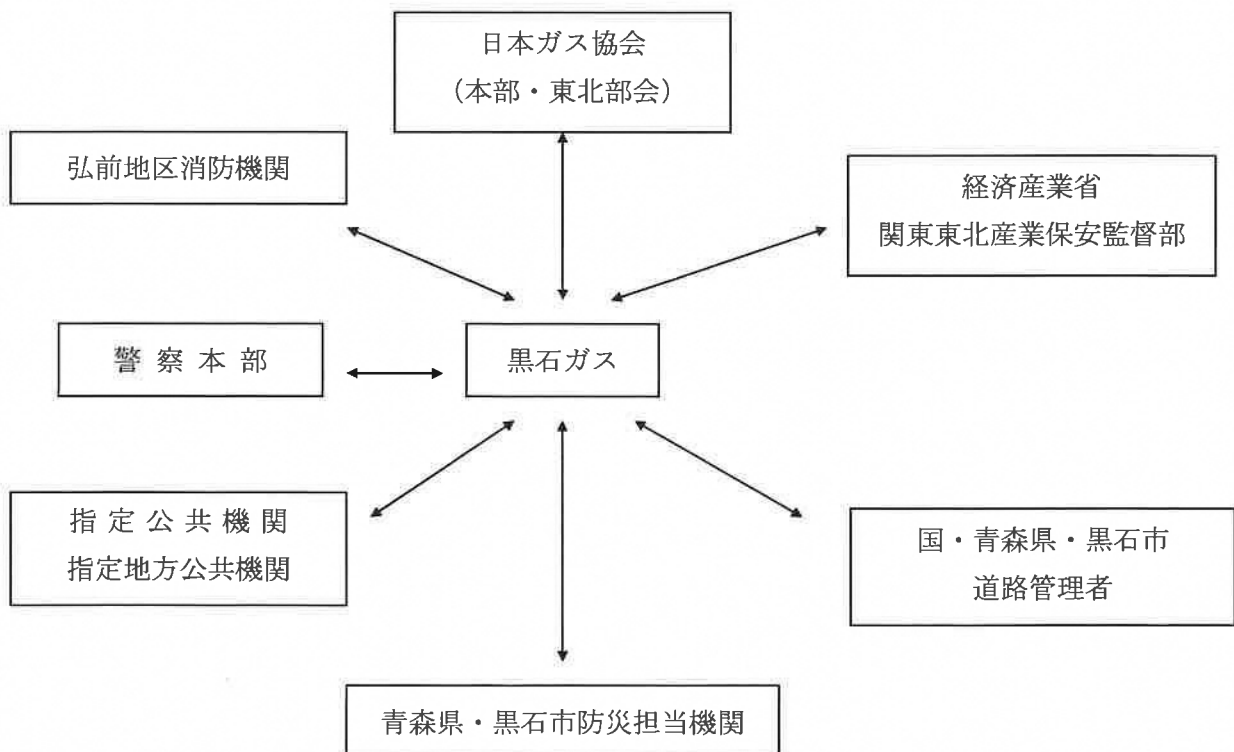 日本ガス協会
（本部・東北部会）
弘前地区消防機関
経済産業省
関東東北産業保安監督部
警察本部
黒石ガス
指定公共機関
指定地方公共機関
国・青森県・黒石市
道路管理者
青森県・黒石市防災担当機関